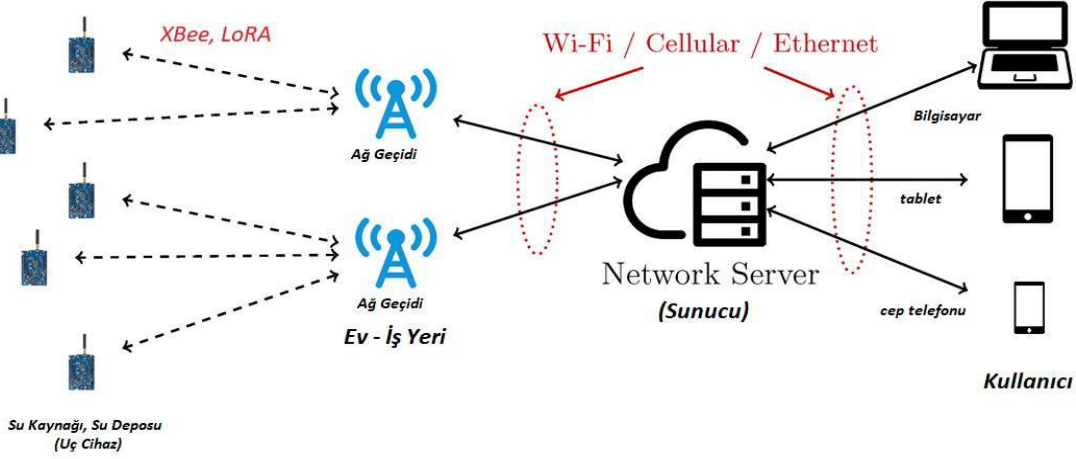 XBee, LoRA
Wi-Fi / Cellular / Ethernet
Bilgisayar
Ağ Geçidi
tablet
Network Server
(Sunucu)
Ağ Geçidi
Ev - İş Yeri
cep telefonu
Kullanıcı
Su Kaynağı, Su Deposu
(Uç Cihaz)